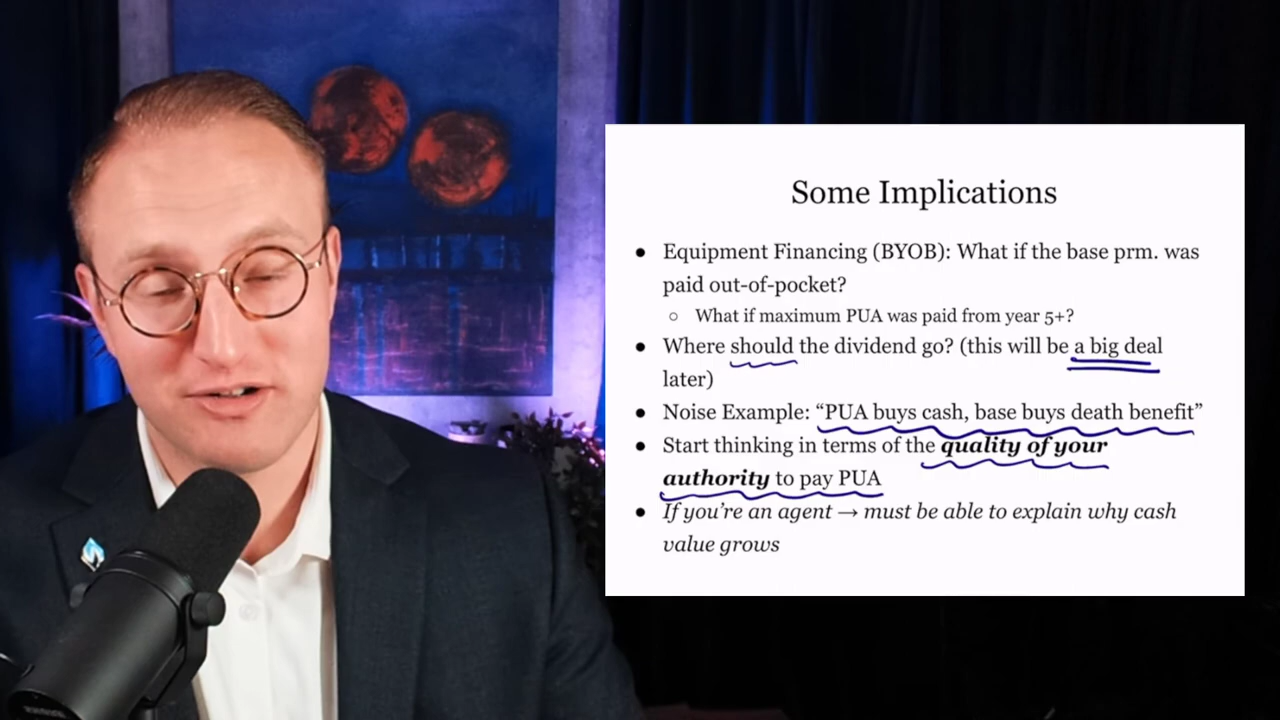 Some Implications
● Equipment Financing (BYOB): What if the base prm. was
paid out-of-pocket?
○ What if maximum PUA was paid from year 5+?
● Where should the dividend go? (this will be a big deal
later)
● Noise Example: “PUA buys cash, base buys death benefit”
● Start thinking in terms of the quality of your
authority to pay PUA
● If you’re an agent → must be able to explain why cash
value grows